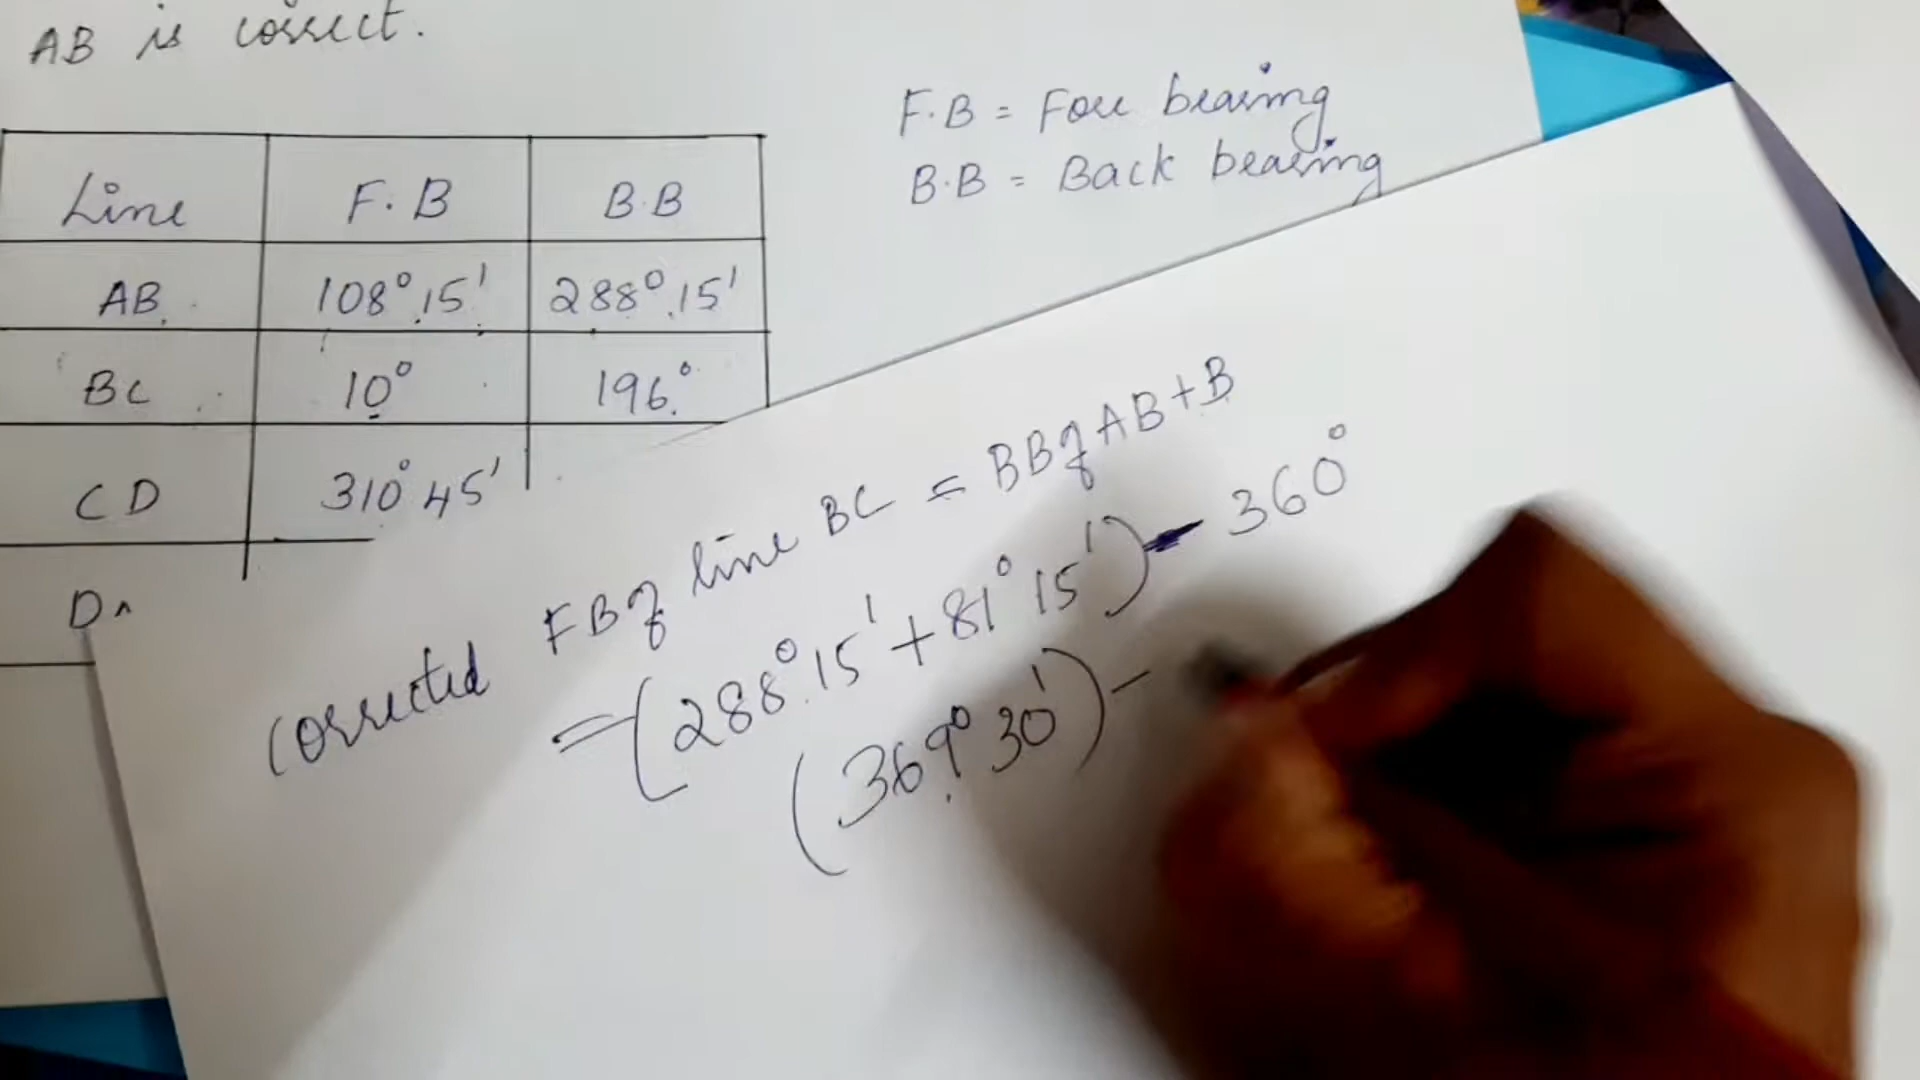 AB is correct.
F.B = Fore bearing
B.B = Back bearing
Line F.B B.B
AB 108° 15' 288° 15'
BC 10° 196°
CD 310° 45'
corrected FB of line BC = BB of AB + B
= (288° 15' + 81° 15') - 360°
(369° 30') -